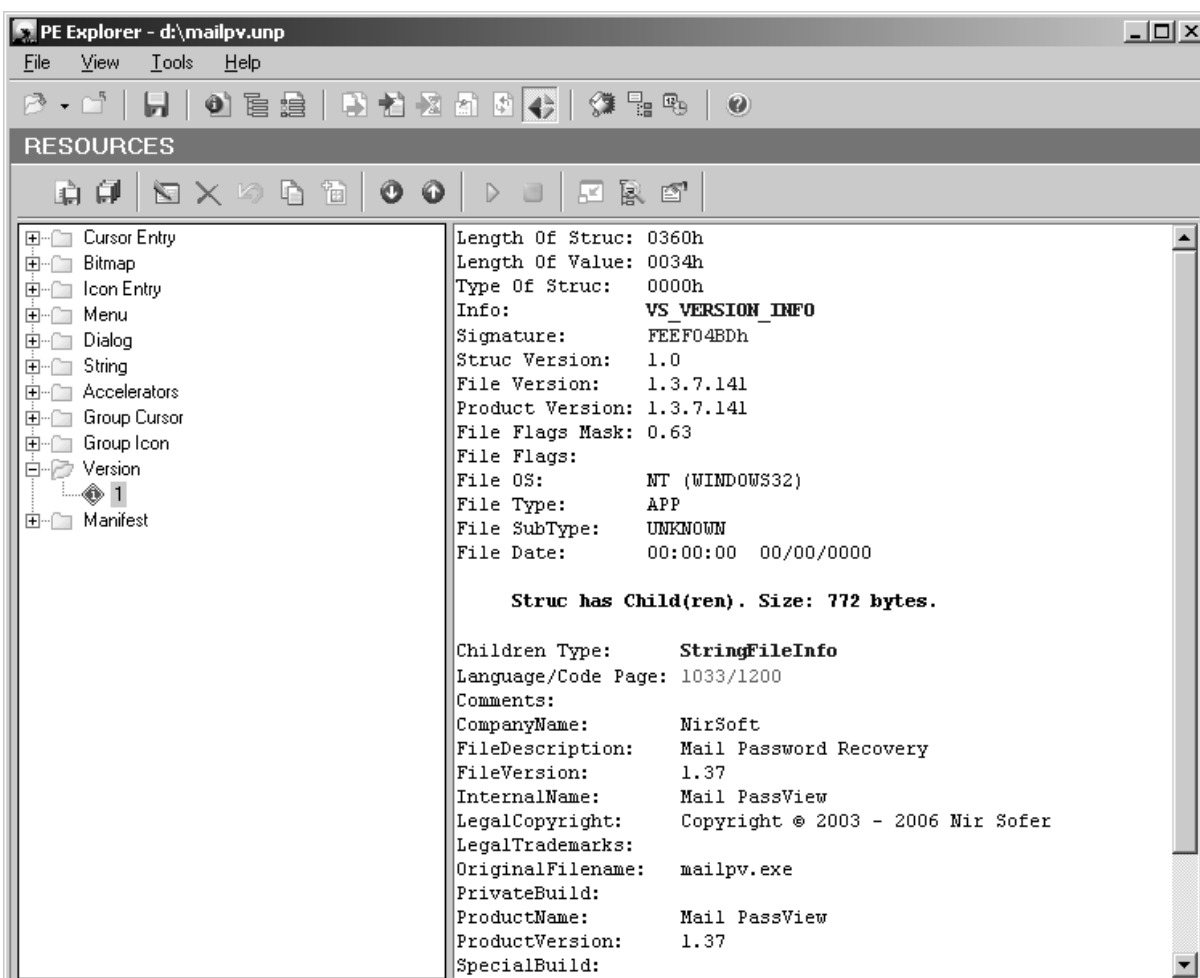 PE Explorer - d:\mailpv.unp
File View Tools Help
RESOURCES
Cursor Entry
Bitmap
Icon Entry
Menu
Dialog
String
Accelerators
Group Cursor
Group Icon
Version
1
Manifest
Length Of Struc: 0360h
Length Of Value: 0034h
Type Of Struc: 0000h
Info: VS_VERSION_INFO
Signature: FEEF04BDh
Struc Version: 1.0
File Version: 1.3.7.141
Product Version: 1.3.7.141
File Flags Mask: 0.63
File Flags:
File OS: NT (WINDOWS32)
File Type: APP
File SubType: UNKNOWN
File Date: 00:00:00 00/00/0000
Struc has Child(ren). Size: 772 bytes.
Children Type: StringFileInfo
Language/Code Page: 1033/1200
Comments:
CompanyName: NirSoft
FileDescription: Mail Password Recovery
FileVersion: 1.37
InternalName: Mail PassView
LegalCopyright: Copyright © 2003 - 2006 Nir Sofer
LegalTrademarks:
OriginalFilename: mailpv.exe
PrivateBuild:
ProductName: Mail PassView
ProductVersion: 1.37
SpecialBuild: